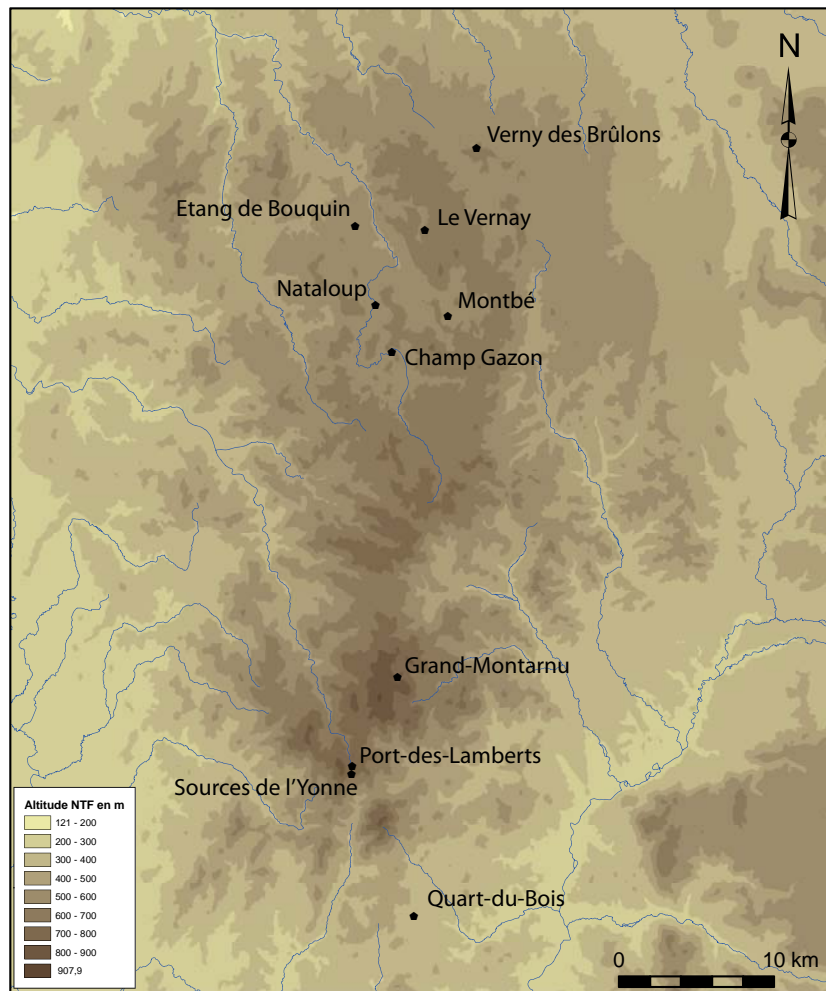 N
Verny des Brûlons
Etang de Bouquin
Le Vernay
Nataloup
Montbé
Champ Gazon
Grand-Montarnu
Port-des-Lamberts
Sources de l'Yonne
Altitude NTF en m
121 - 200
200 - 300
300 - 400
400 - 500
500 - 600
600 - 700
700 - 800
800 - 900
907,9
Quart-du-Bois
0 10 km